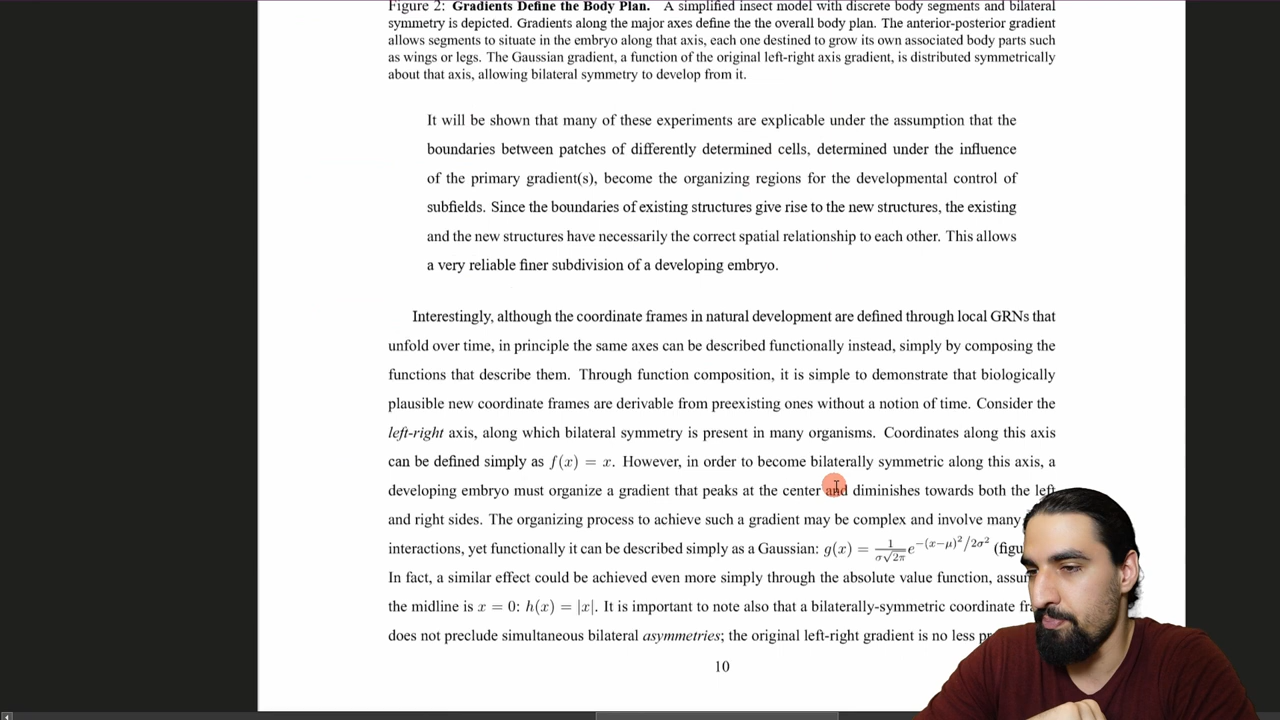 Figure 2: Gradients Define the Body Plan. A simplified insect model with discrete body segments and bilateral
symmetry is depicted. Gradients along the major axes define the the overall body plan. The anterior-posterior gradient
allows segments to situate in the embryo along that axis, each one destined to grow its own associated body parts such
as wings or legs. The Gaussian gradient, a function of the original left-right axis gradient, is distributed symmetrically
about that axis, allowing bilateral symmetry to develop from it.
It will be shown that many of these experiments are explicable under the assumption that the
boundaries between patches of differently determined cells, determined under the influence
of the primary gradient(s), become the organizing regions for the developmental control of
subfields. Since the boundaries of existing structures give rise to the new structures, the existing
and the new structures have necessarily the correct spatial relationship to each other. This allows
a very reliable finer subdivision of a developing embryo.
Interestingly, although the coordinate frames in natural development are defined through local GRNs that
unfold over time, in principle the same axes can be described functionally instead, simply by composing the
functions that describe them. Through function composition, it is simple to demonstrate that biologically
plausible new coordinate frames are derivable from preexisting ones without a notion of time. Consider the
left-right axis, along which bilateral symmetry is present in many organisms. Coordinates along this axis
can be defined simply as f(x) = x. However, in order to become bilaterally symmetric along this axis, a
developing embryo must organize a gradient that peaks at the center and diminishes towards both the left
and right sides. The organizing process to achieve such a gradient may be complex and involve many
interactions, yet functionally it can be described simply as a Gaussian: g(x) = 1/(σ√2π) e^−(x−μ)²/2σ²
In fact, a similar effect could be achieved even more simply through the absolute value function,
the midline is x = 0: h(x) = |x|. It is important to note also that a bilaterally-symmetric coordinate
does not preclude simultaneous bilateral asymmetries; the original left-right gradient is no less
10